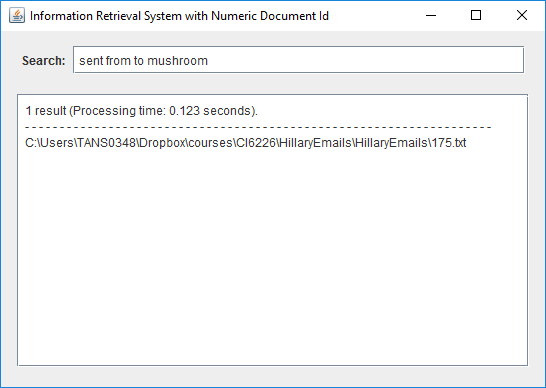 Information Retrieval System with Numeric Document Id
Search: sent from to mushroom
1 result (Processing time: 0.123 seconds).
- - - - - - - - - - - - - - - - - - - - - - - - - - - - - - - - - - - - - - - - - - - - - - - - - - - - - - - - - - - - - - - - - - - - - -
C:\Users\TANS0348\Dropbox\courses\CI6226\HillaryEmails\HillaryEmails\175.txt